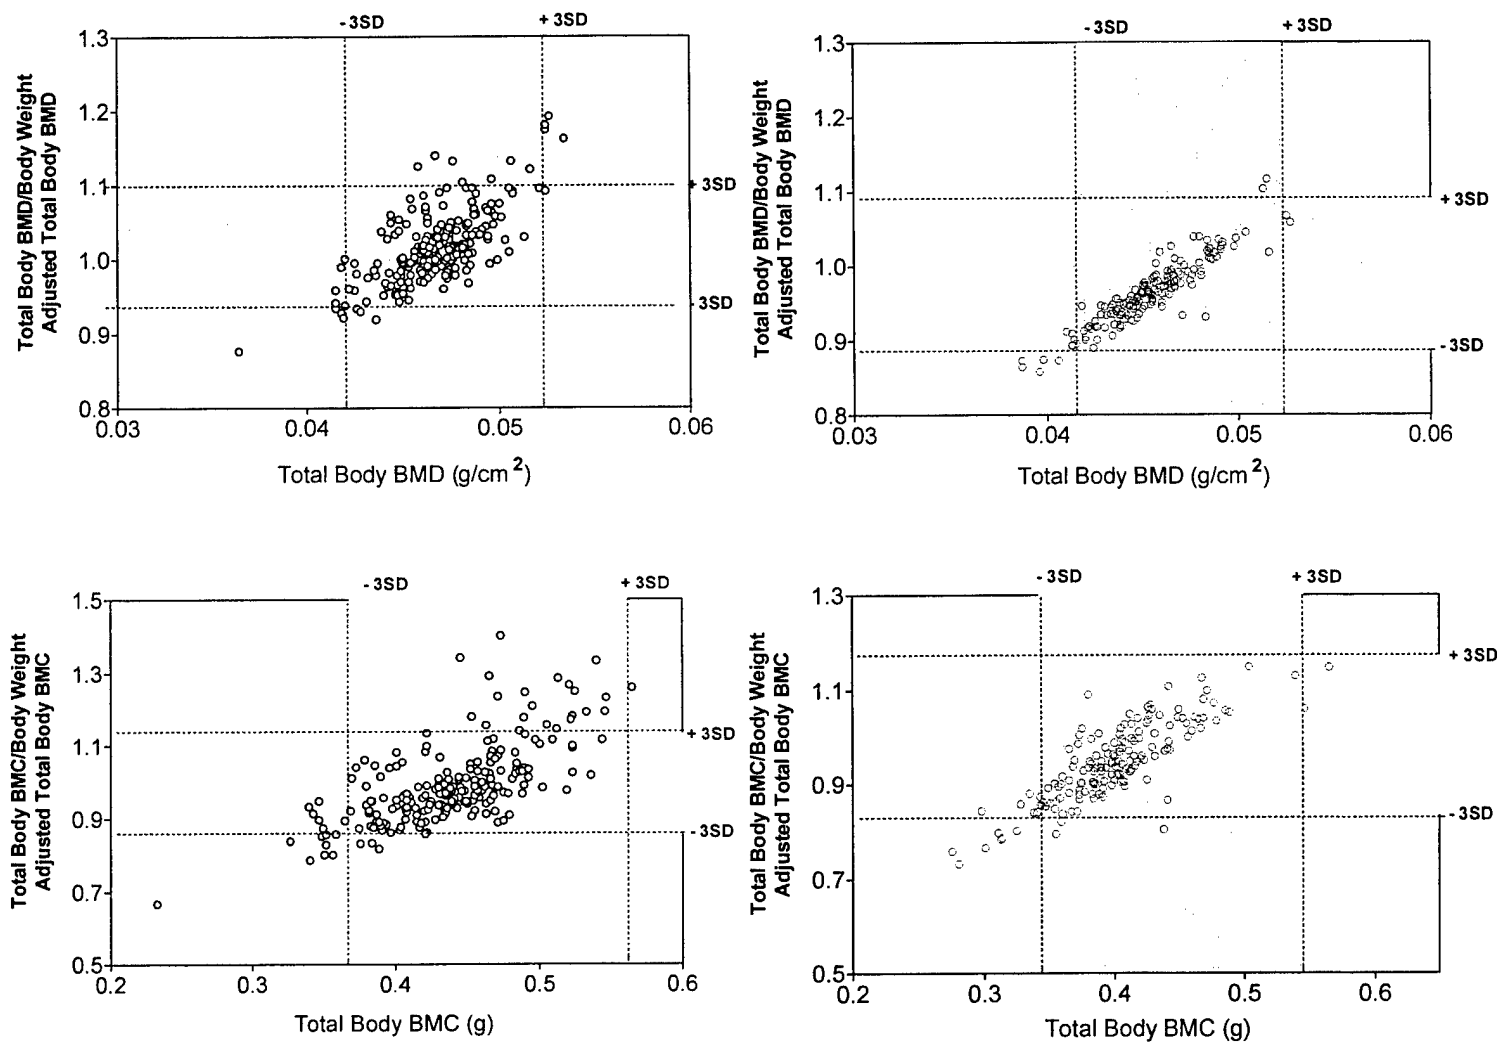 - 3SD
+ 3SD
1.3
1.2
1.1
1.0
0.9
0.8
+ 3SD
- 3SD
Total Body BMD/Body Weight
Adjusted Total Body BMD
0.03
0.04
0.05
0.06
Total Body BMD (g/cm²)
- 3SD
+ 3SD
1.3
1.2
1.1
1.0
0.9
0.8
+ 3SD
- 3SD
Total Body BMD/Body Weight
Adjusted Total Body BMD
0.03
0.04
0.05
0.06
Total Body BMD (g/cm²)
- 3SD
+ 3SD
1.5
1.3
1.1
0.9
0.7
0.5
+ 3SD
- 3SD
Total Body BMC/Body Weight
Adjusted Total Body BMC
0.2
0.3
0.4
0.5
0.6
Total Body BMC (g)
- 3SD
+ 3SD
1.3
1.1
0.9
0.7
0.5
+ 3SD
- 3SD
Total Body BMC/Body Weight
Adjusted Total Body BMC
0.2
0.3
0.4
0.5
0.6
Total Body BMC (g)